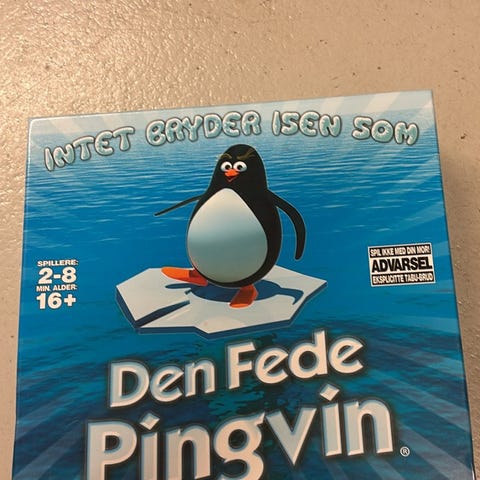 INTET BRYDER ISEN SOM
SPILLERE:
2-8
MIN. ALDER:
16+
SPIL IKKE MED DIN MOR!
ADVARSEL
EKSPLICITTE TABU-BRUD
Den Fede
Pingvin®